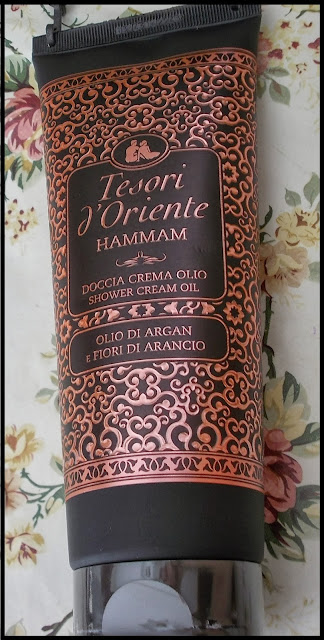 Tesori
d'Oriente
HAMMAM
DOCCIA CREMA OLIO
SHOWER CREAM OIL
OLIO DI ARGAN
E FIORI DI ARANCIO